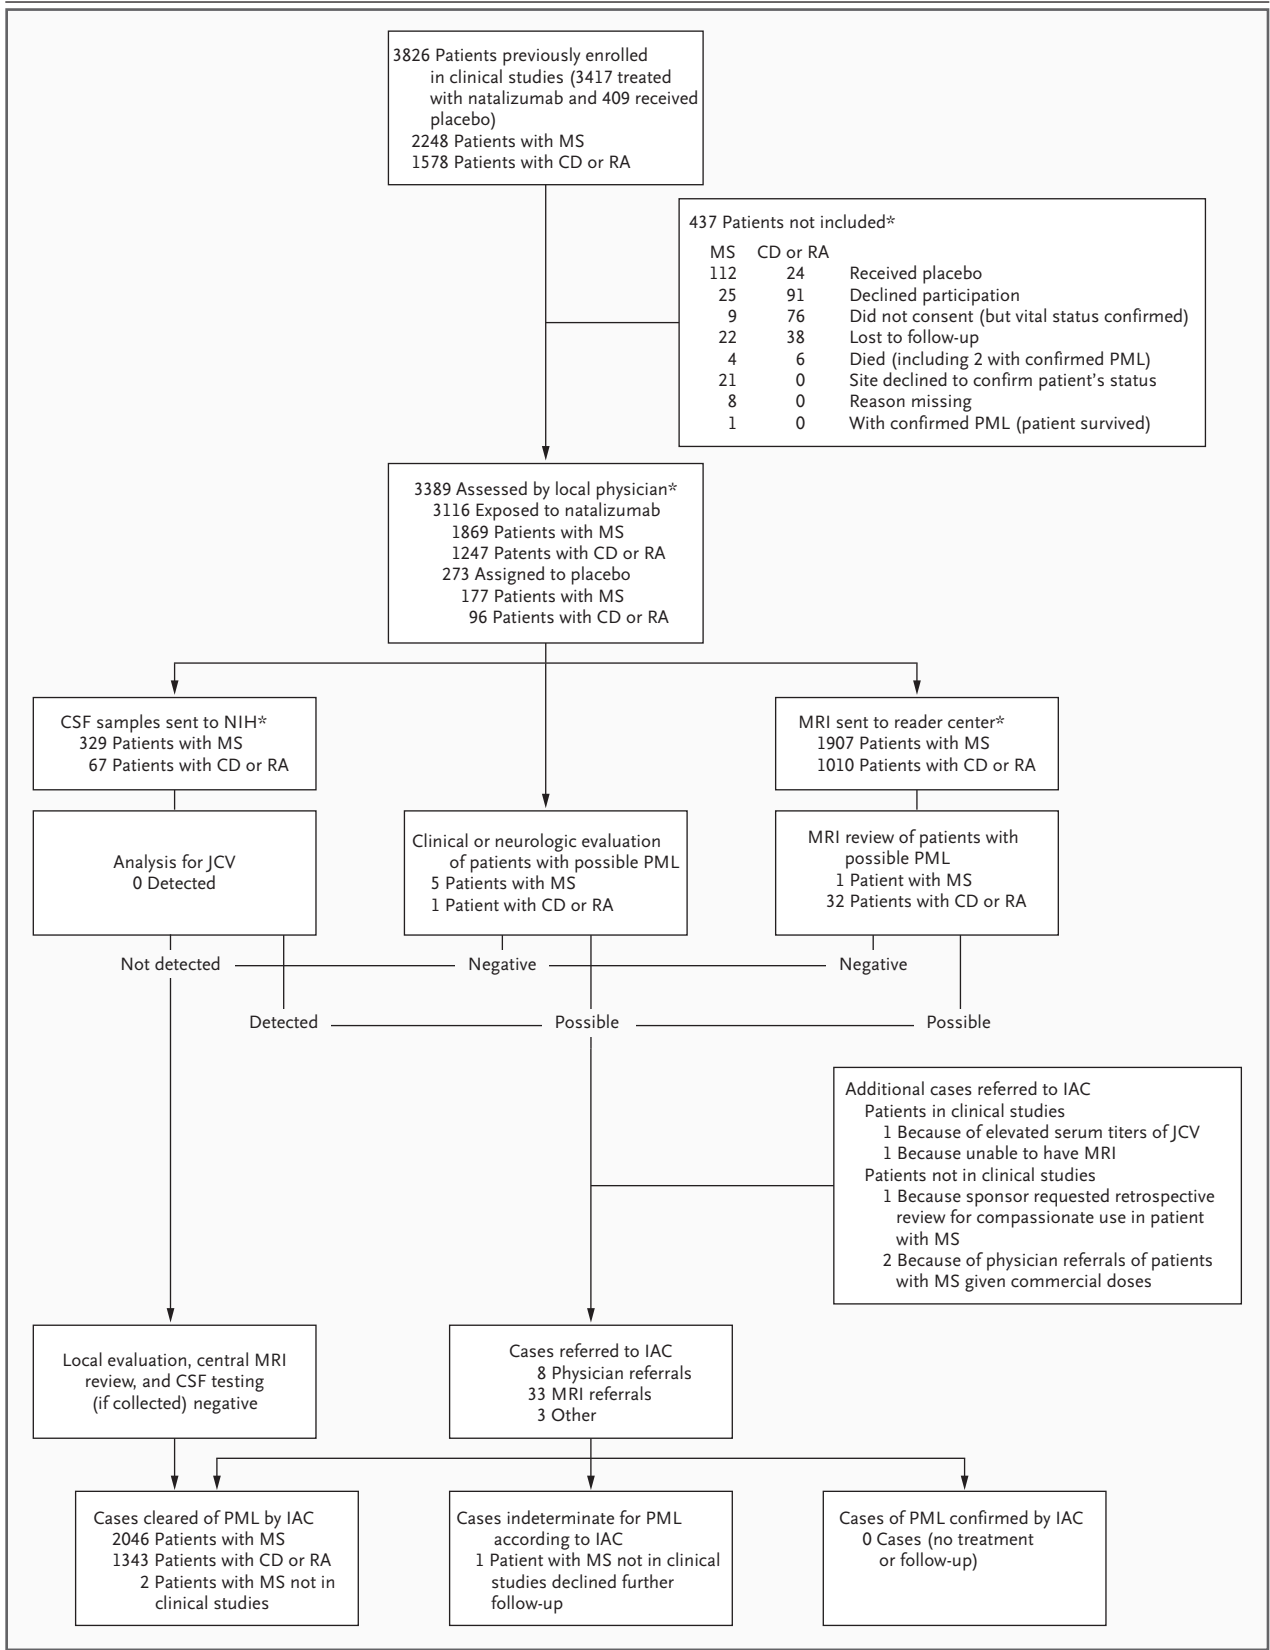 3826 Patients previously enrolled
in clinical studies (3417 treated
with natalizumab and 409 received
placebo)
2248 Patients with MS
1578 Patients with CD or RA
437 Patients not included*
MS CD or RA
112 24 Received placebo
25 91 Declined participation
9 76 Did not consent (but vital status confirmed)
22 38 Lost to follow-up
4 6 Died (including 2 with confirmed PML)
21 0 Site declined to confirm patient's status
8 0 Reason missing
1 0 With confirmed PML (patient survived)
3389 Assessed by local physician*
3116 Exposed to natalizumab
1869 Patients with MS
1247 Patents with CD or RA
273 Assigned to placebo
177 Patients with MS
96 Patients with CD or RA
CSF samples sent to NIH*
329 Patients with MS
67 Patients with CD or RA
MRI sent to reader center*
1907 Patients with MS
1010 Patients with CD or RA
Analysis for JCV
0 Detected
Clinical or neurologic evaluation
of patients with possible PML
5 Patients with MS
1 Patient with CD or RA
MRI review of patients with
possible PML
1 Patient with MS
32 Patients with CD or RA
Not detected Negative Negative
Detected Possible Possible
Additional cases referred to IAC
Patients in clinical studies
1 Because of elevated serum titers of JCV
1 Because unable to have MRI
Patients not in clinical studies
1 Because sponsor requested retrospective
review for compassionate use in patient
with MS
2 Because of physician referrals of patients
with MS given commercial doses
Local evaluation, central MRI
review, and CSF testing
(if collected) negative
Cases referred to IAC
8 Physician referrals
33 MRI referrals
3 Other
Cases cleared of PML by IAC
2046 Patients with MS
1343 Patients with CD or RA
2 Patients with MS not in
clinical studies
Cases indeterminate for PML
according to IAC
1 Patient with MS not in clinical
studies declined further
follow-up
Cases of PML confirmed by IAC
0 Cases (no treatment
or follow-up)